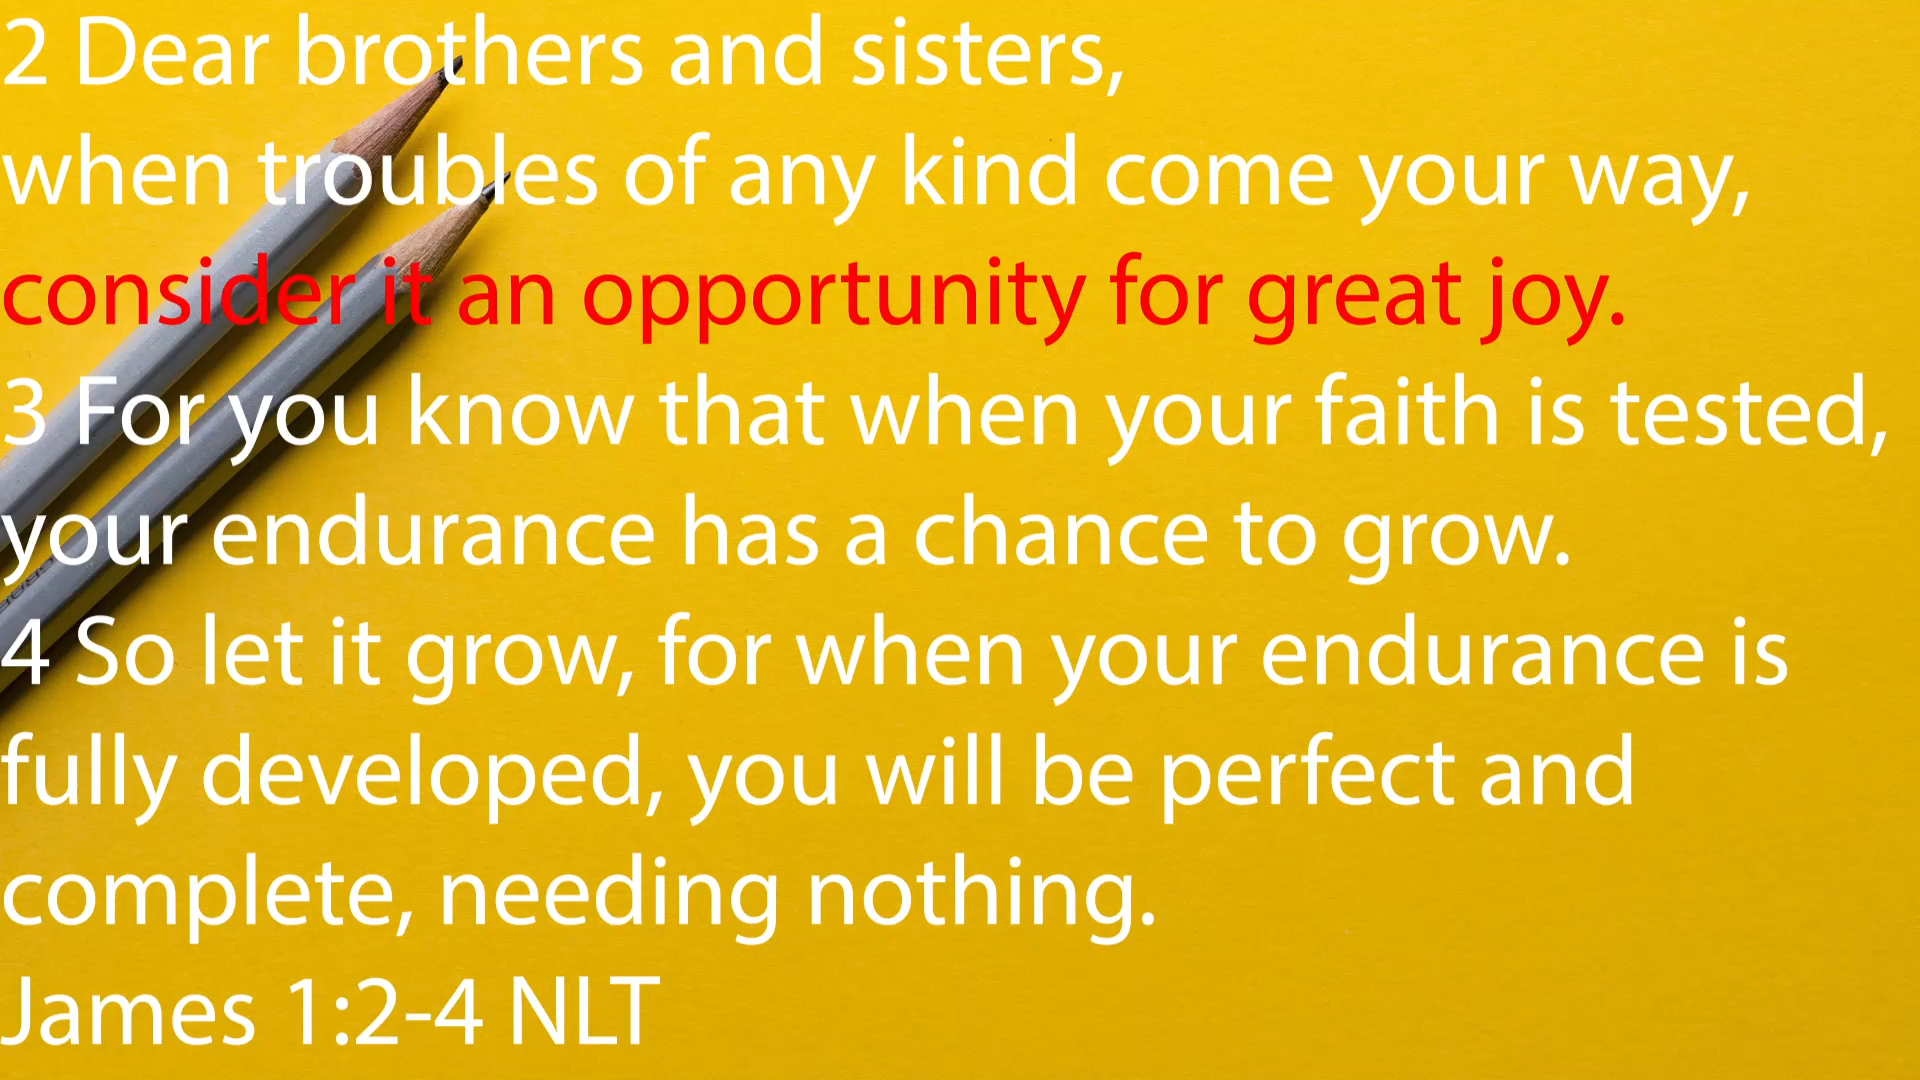 2 Dear brothers and sisters,
when troubles of any kind come your way,
consider it an opportunity for great joy.
3 For you know that when your faith is tested,
your endurance has a chance to grow.
4 So let it grow, for when your endurance is
fully developed, you will be perfect and
complete, needing nothing.
James 1:2-4 NLT